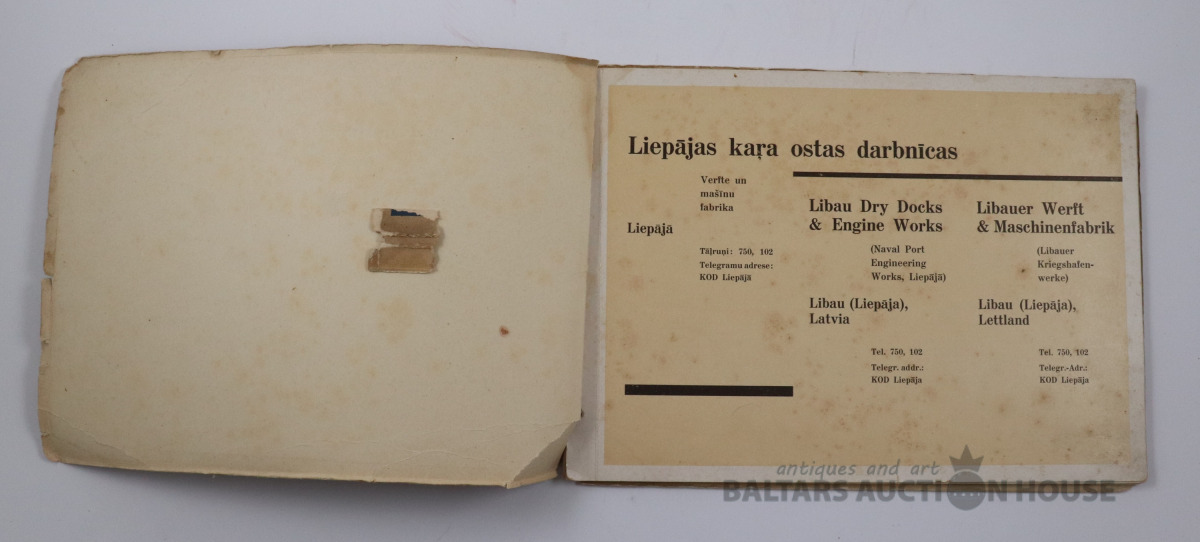 Liepājas kaŗa ostas darbnīcas
Verfte un
mašīnu
fabrika
Liepājā
Tāļruņi: 750, 102
Telegramu adrese:
KOD Liepājā
Libau Dry Docks
& Engine Works
(Naval Port
Engineering
Works, Liepājā)
Libau (Liepāja),
Latvia
Tel. 750, 102
Telegr. addr.:
KOD Liepāja
Libauer Werft
& Maschinenfabrik
(Libauer
Kriegshafen-
werke)
Libau (Liepāja),
Lettland
Tel. 750, 102
Telegr.-Adr.:
KOD Liepāja
antiques and art
BALTARS AUCTION HOUSE